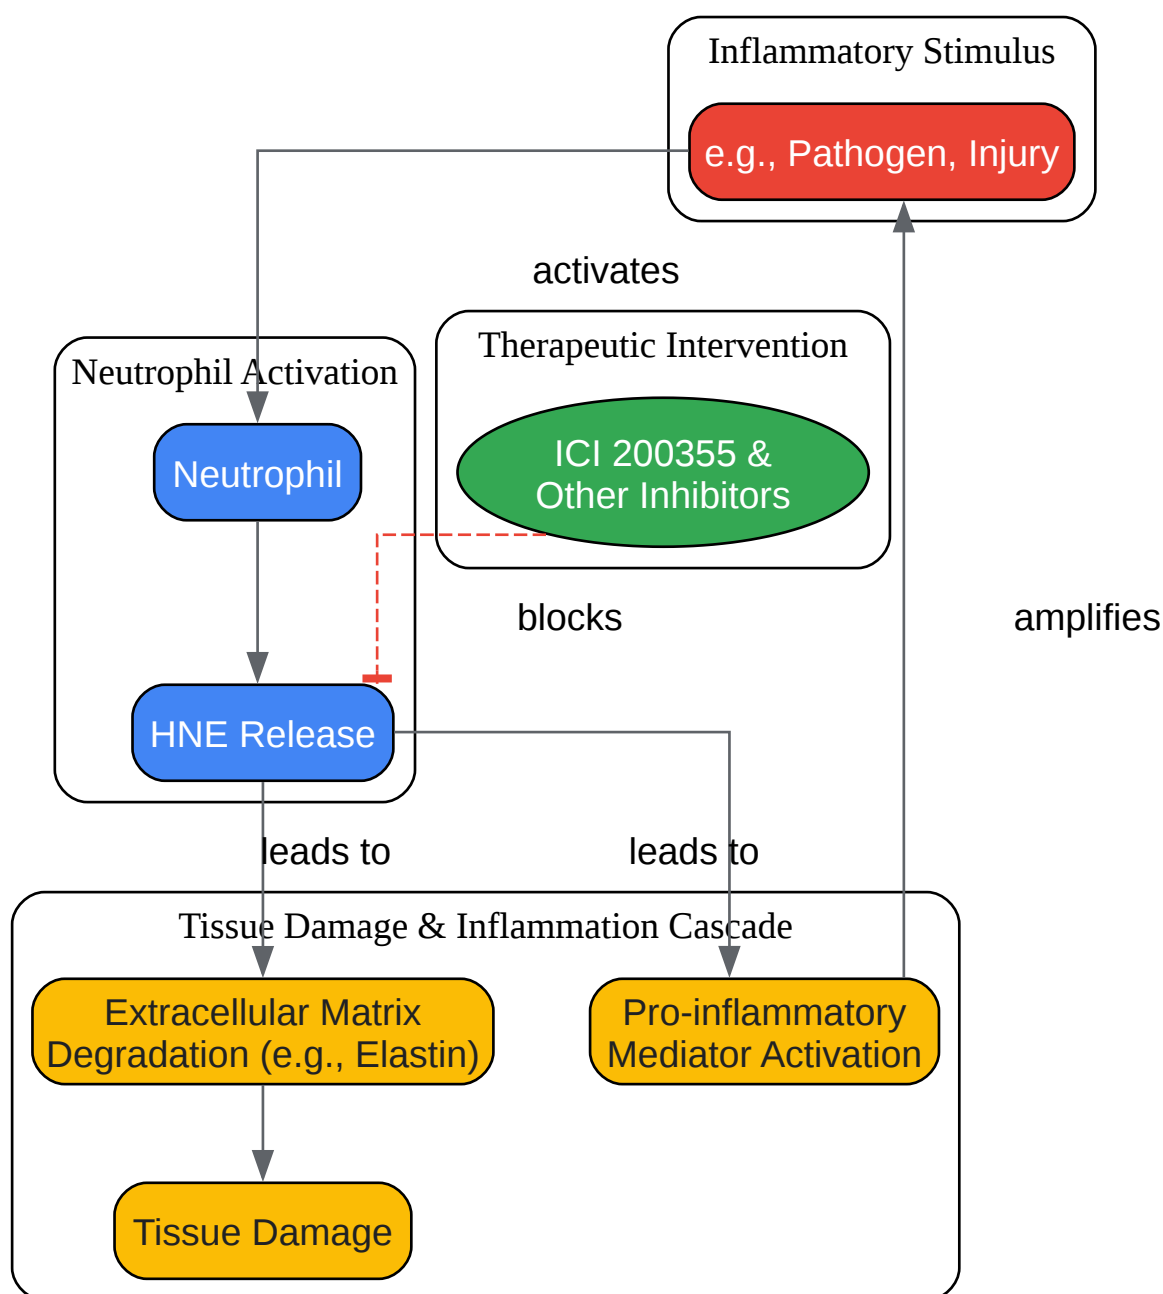 Inflammatory Stimulus
e.g., Pathogen, Injury
activates
Therapeutic Intervention
Neutrophil Activation
ICI 200355 &
Other Inhibitors
Neutrophil
blocks
amplifies
HNE Release
leads to
leads to
Tissue Damage & Inflammation Cascade
Extracellular Matrix
Degradation (e.g., Elastin)
Pro-inflammatory
Mediator Activation
Tissue Damage